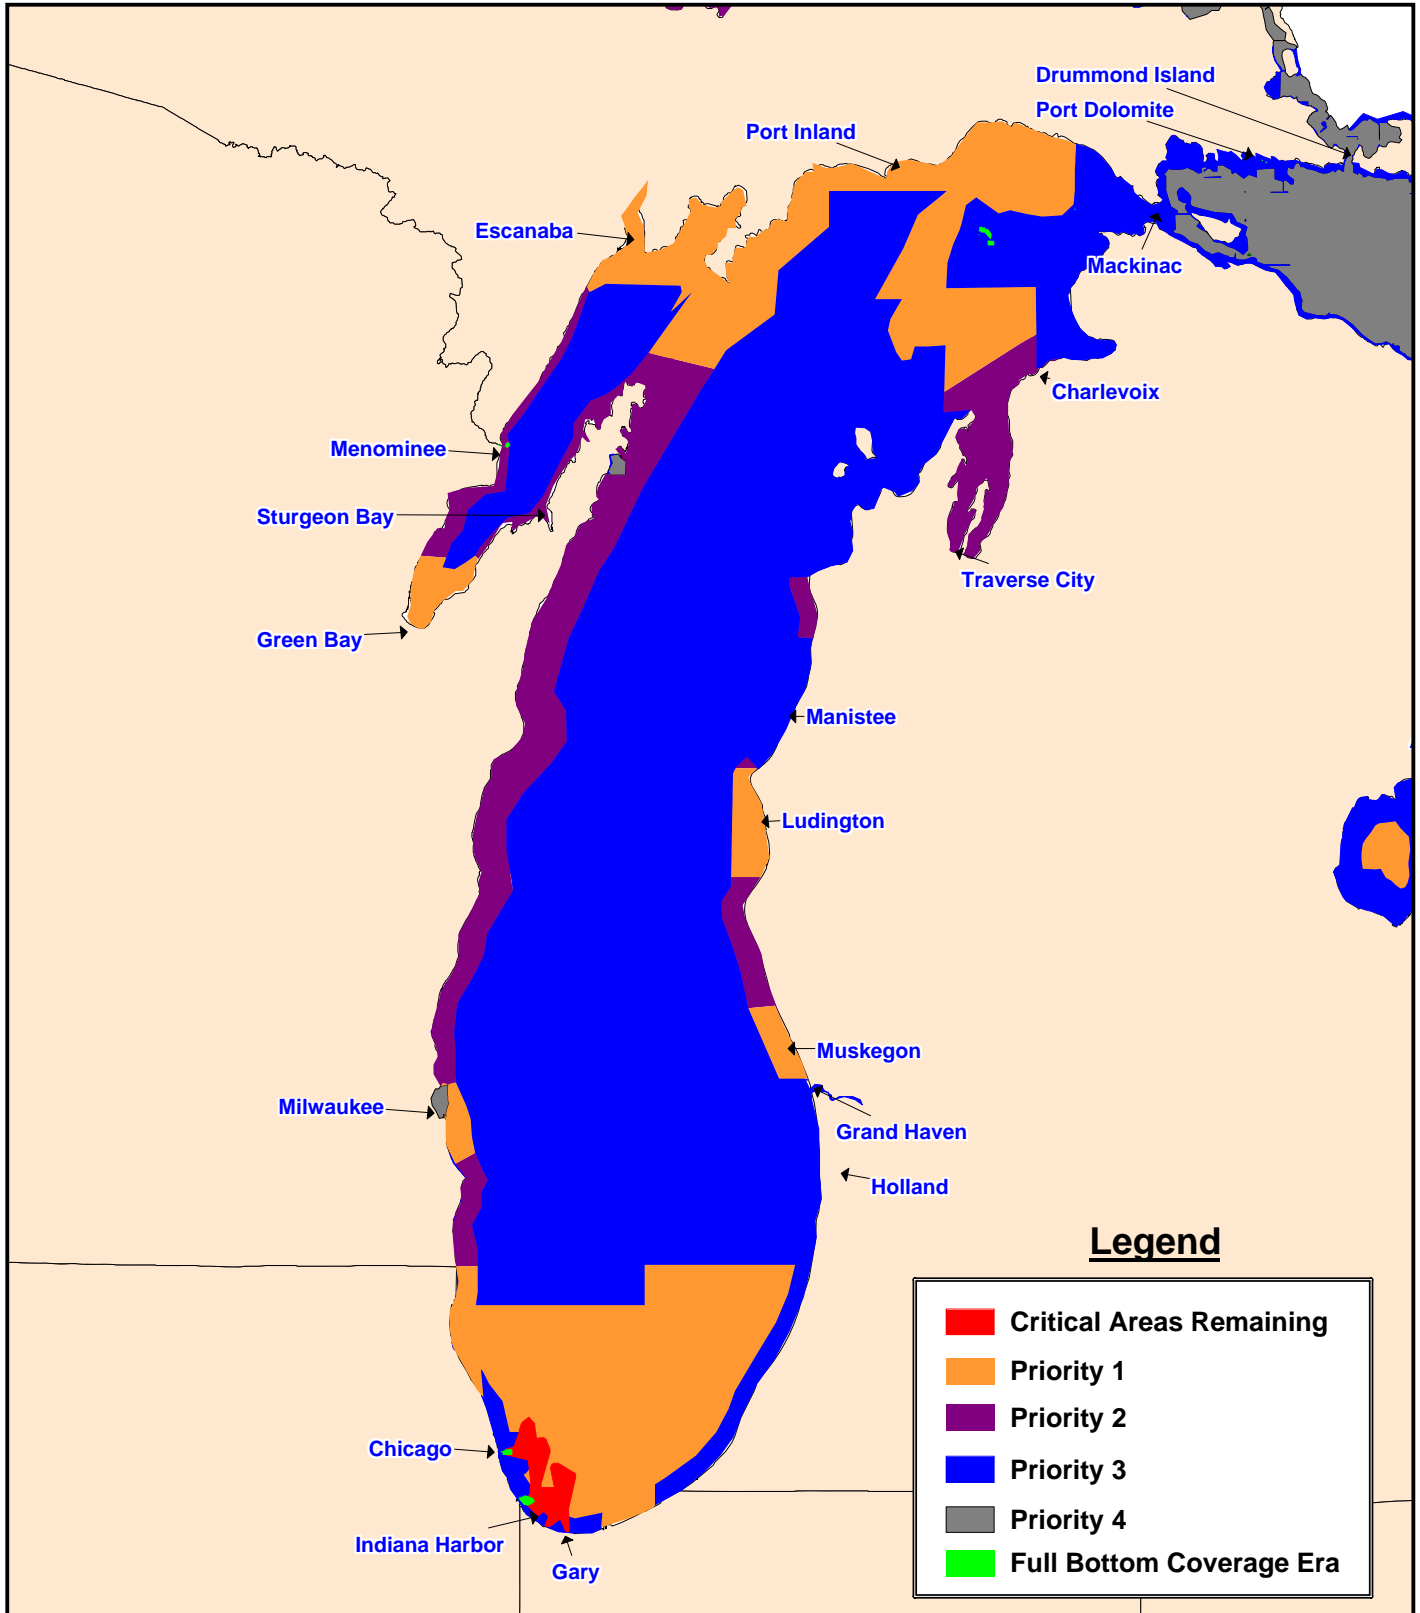 Drummond Island
Port Dolomite
Port Inland
Escanaba
Mackinac
Charlevoix
Menominee
Sturgeon Bay
Traverse City
Green Bay
Manistee
Ludington
Muskegon
Milwaukee
Grand Haven
Holland
Chicago
Indiana Harbor
Gary
Legend
Critical Areas Remaining
Priority 1
Priority 2
Priority 3
Priority 4
Full Bottom Coverage Era